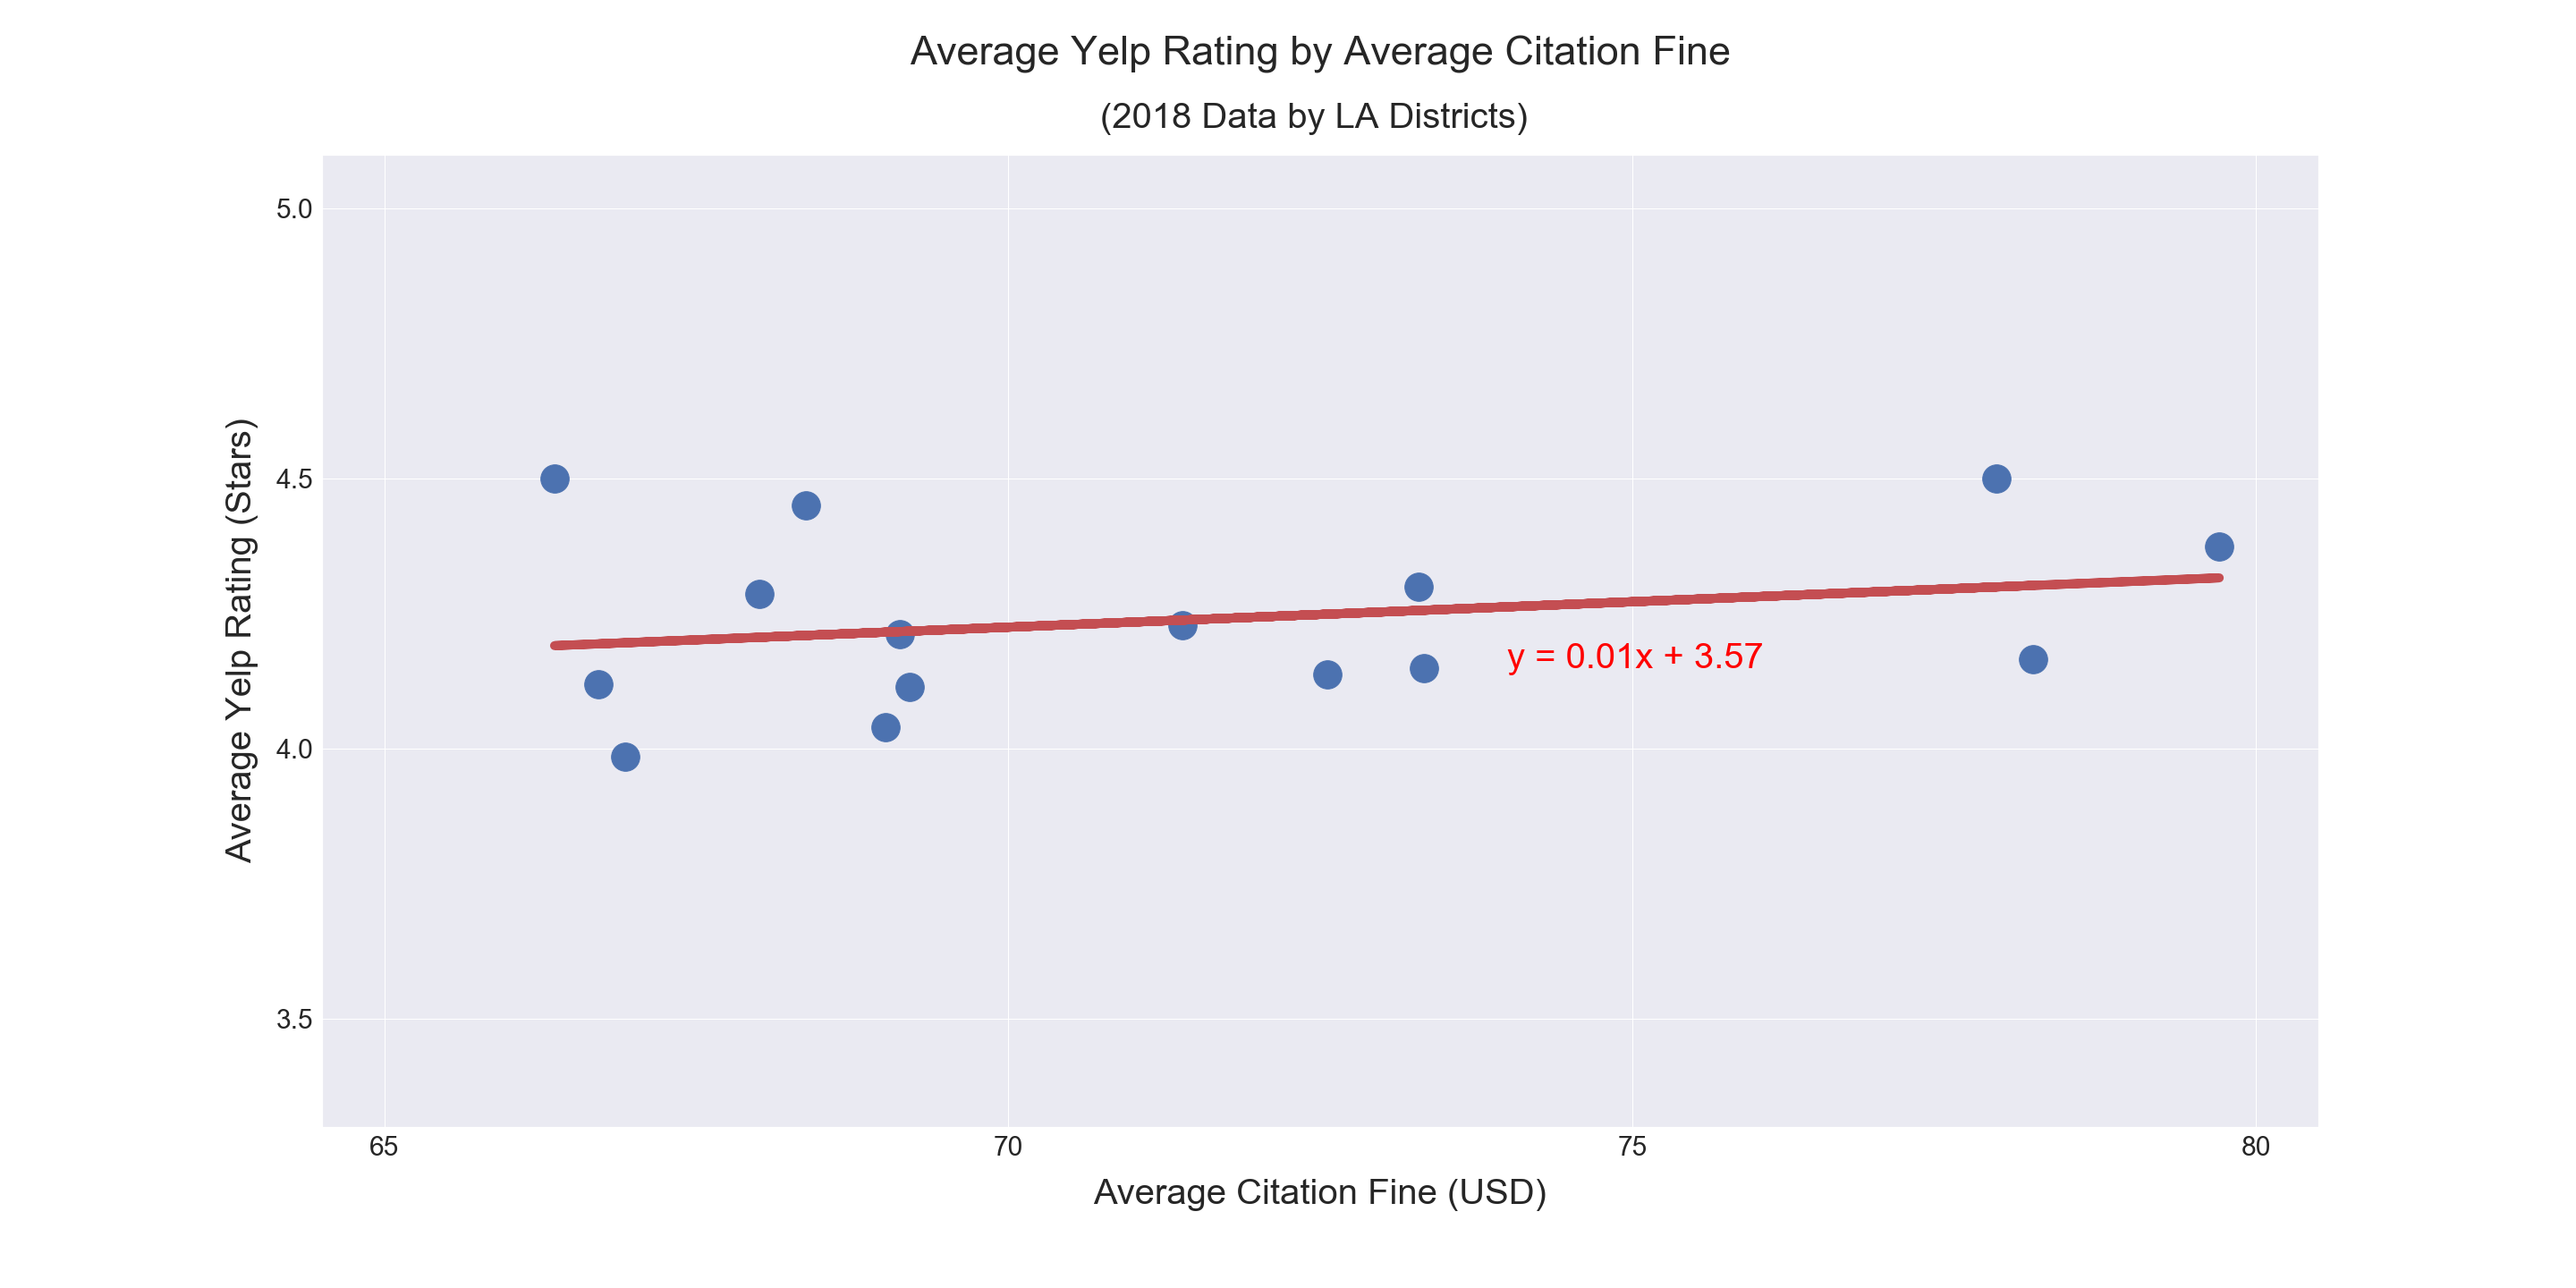 Average Yelp Rating by Average Citation Fine
(2018 Data by LA Districts)
Average Yelp Rating (Stars)
5.0
4.5
4.0
3.5
y = 0.01x + 3.57
65
70
75
80
Average Citation Fine (USD)